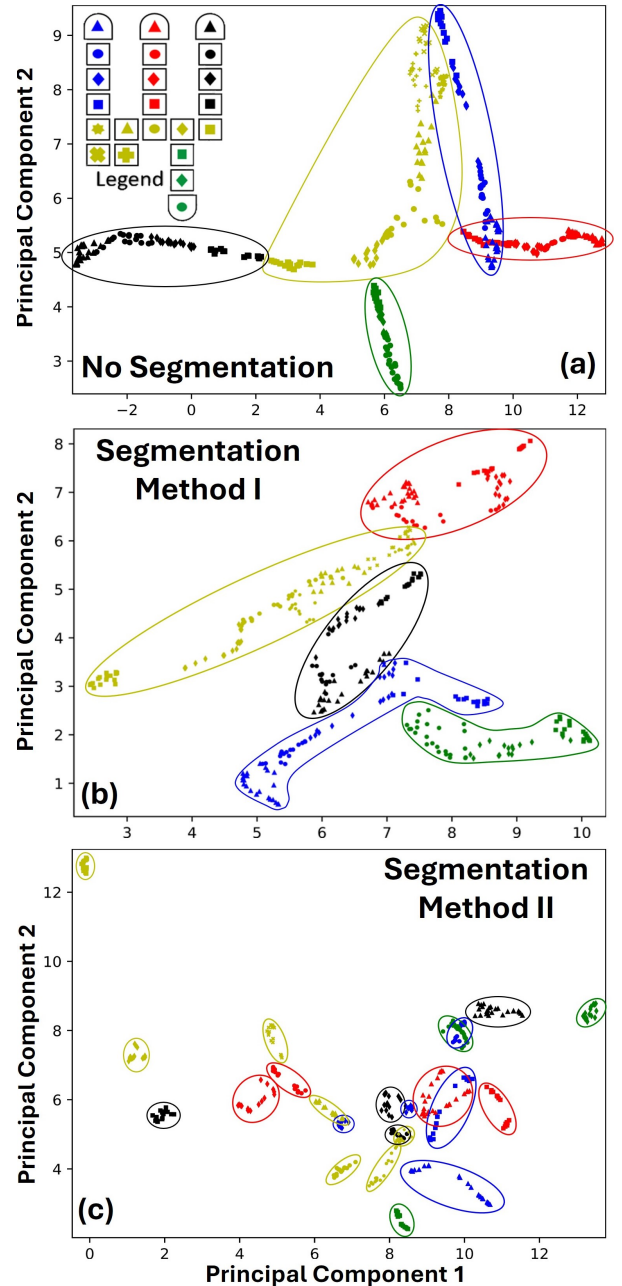 Principal Component 2
9
8
7
6
5
4
3
Legend
No Segmentation
(a)
−2 0 2 4 6 8 10 12
Principal Component 2
8
7
6
5
4
3
2
1
Segmentation
Method I
(b)
3 4 5 6 7 8 9 10
Principal Component 2
12
10
8
6
4
Segmentation
Method II
(c)
0 2 4 6 8 10 12
Principal Component 1